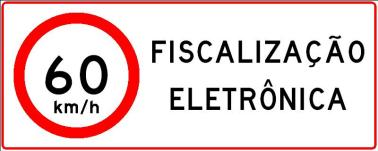 60
km/h
FISCALIZAÇÃO
ELETRÔNICA